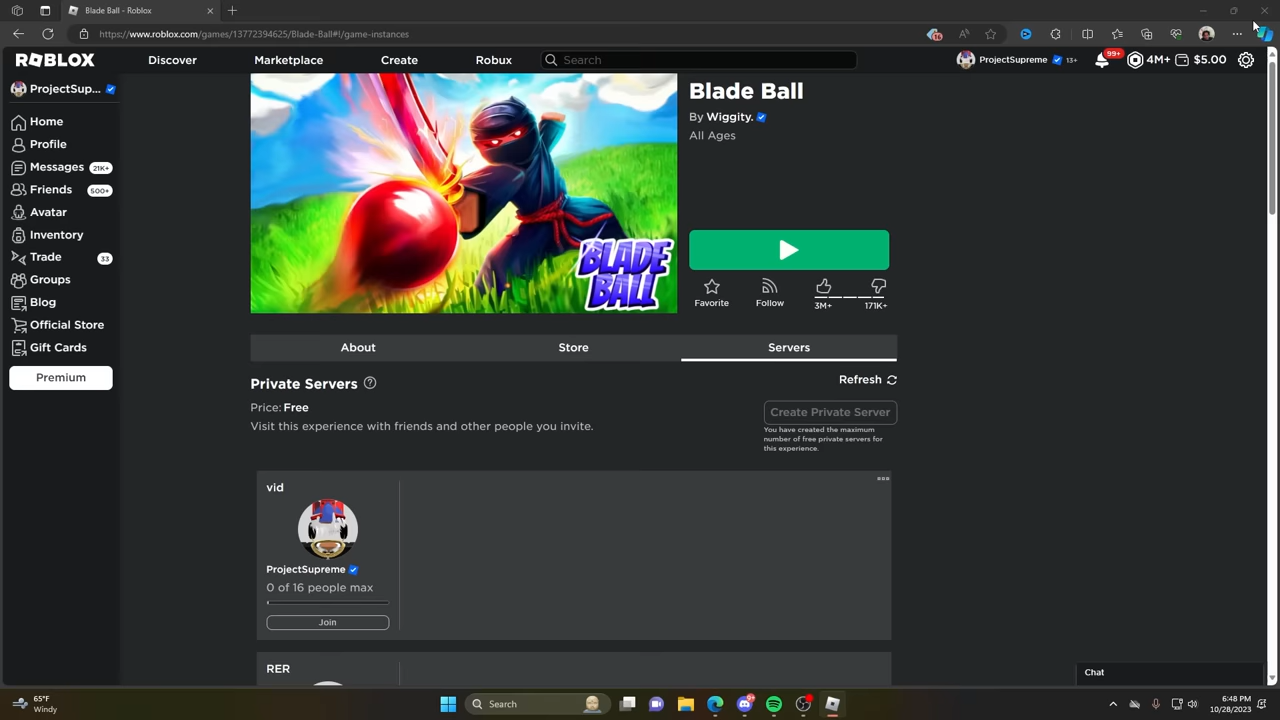 Blade Ball - Roblox
https://www.roblox.com/games/13772394625/Blade-Ball#!/game-instances
ROBLOX
Discover
Marketplace
Create
Robux
Search
ProjectSupreme
13+
99+
4M+
$5.00
ProjectSup...
Home
Profile
Messages 21K+
Friends 500+
Avatar
Inventory
Trade 33
Groups
Blog
Official Store
Gift Cards
Premium
BLADE
BALL
Blade Ball
By Wiggity.
All Ages
Favorite
Follow
3M+
171K+
About
Store
Servers
Private Servers
Refresh
Price: Free
Visit this experience with friends and other people you invite.
Create Private Server
You have created the maximum
number of free private servers for
this experience.
vid
ProjectSupreme
0 of 16 people max
Join
RER
Chat
65°F
Windy
Search
6:48 PM
10/28/2023